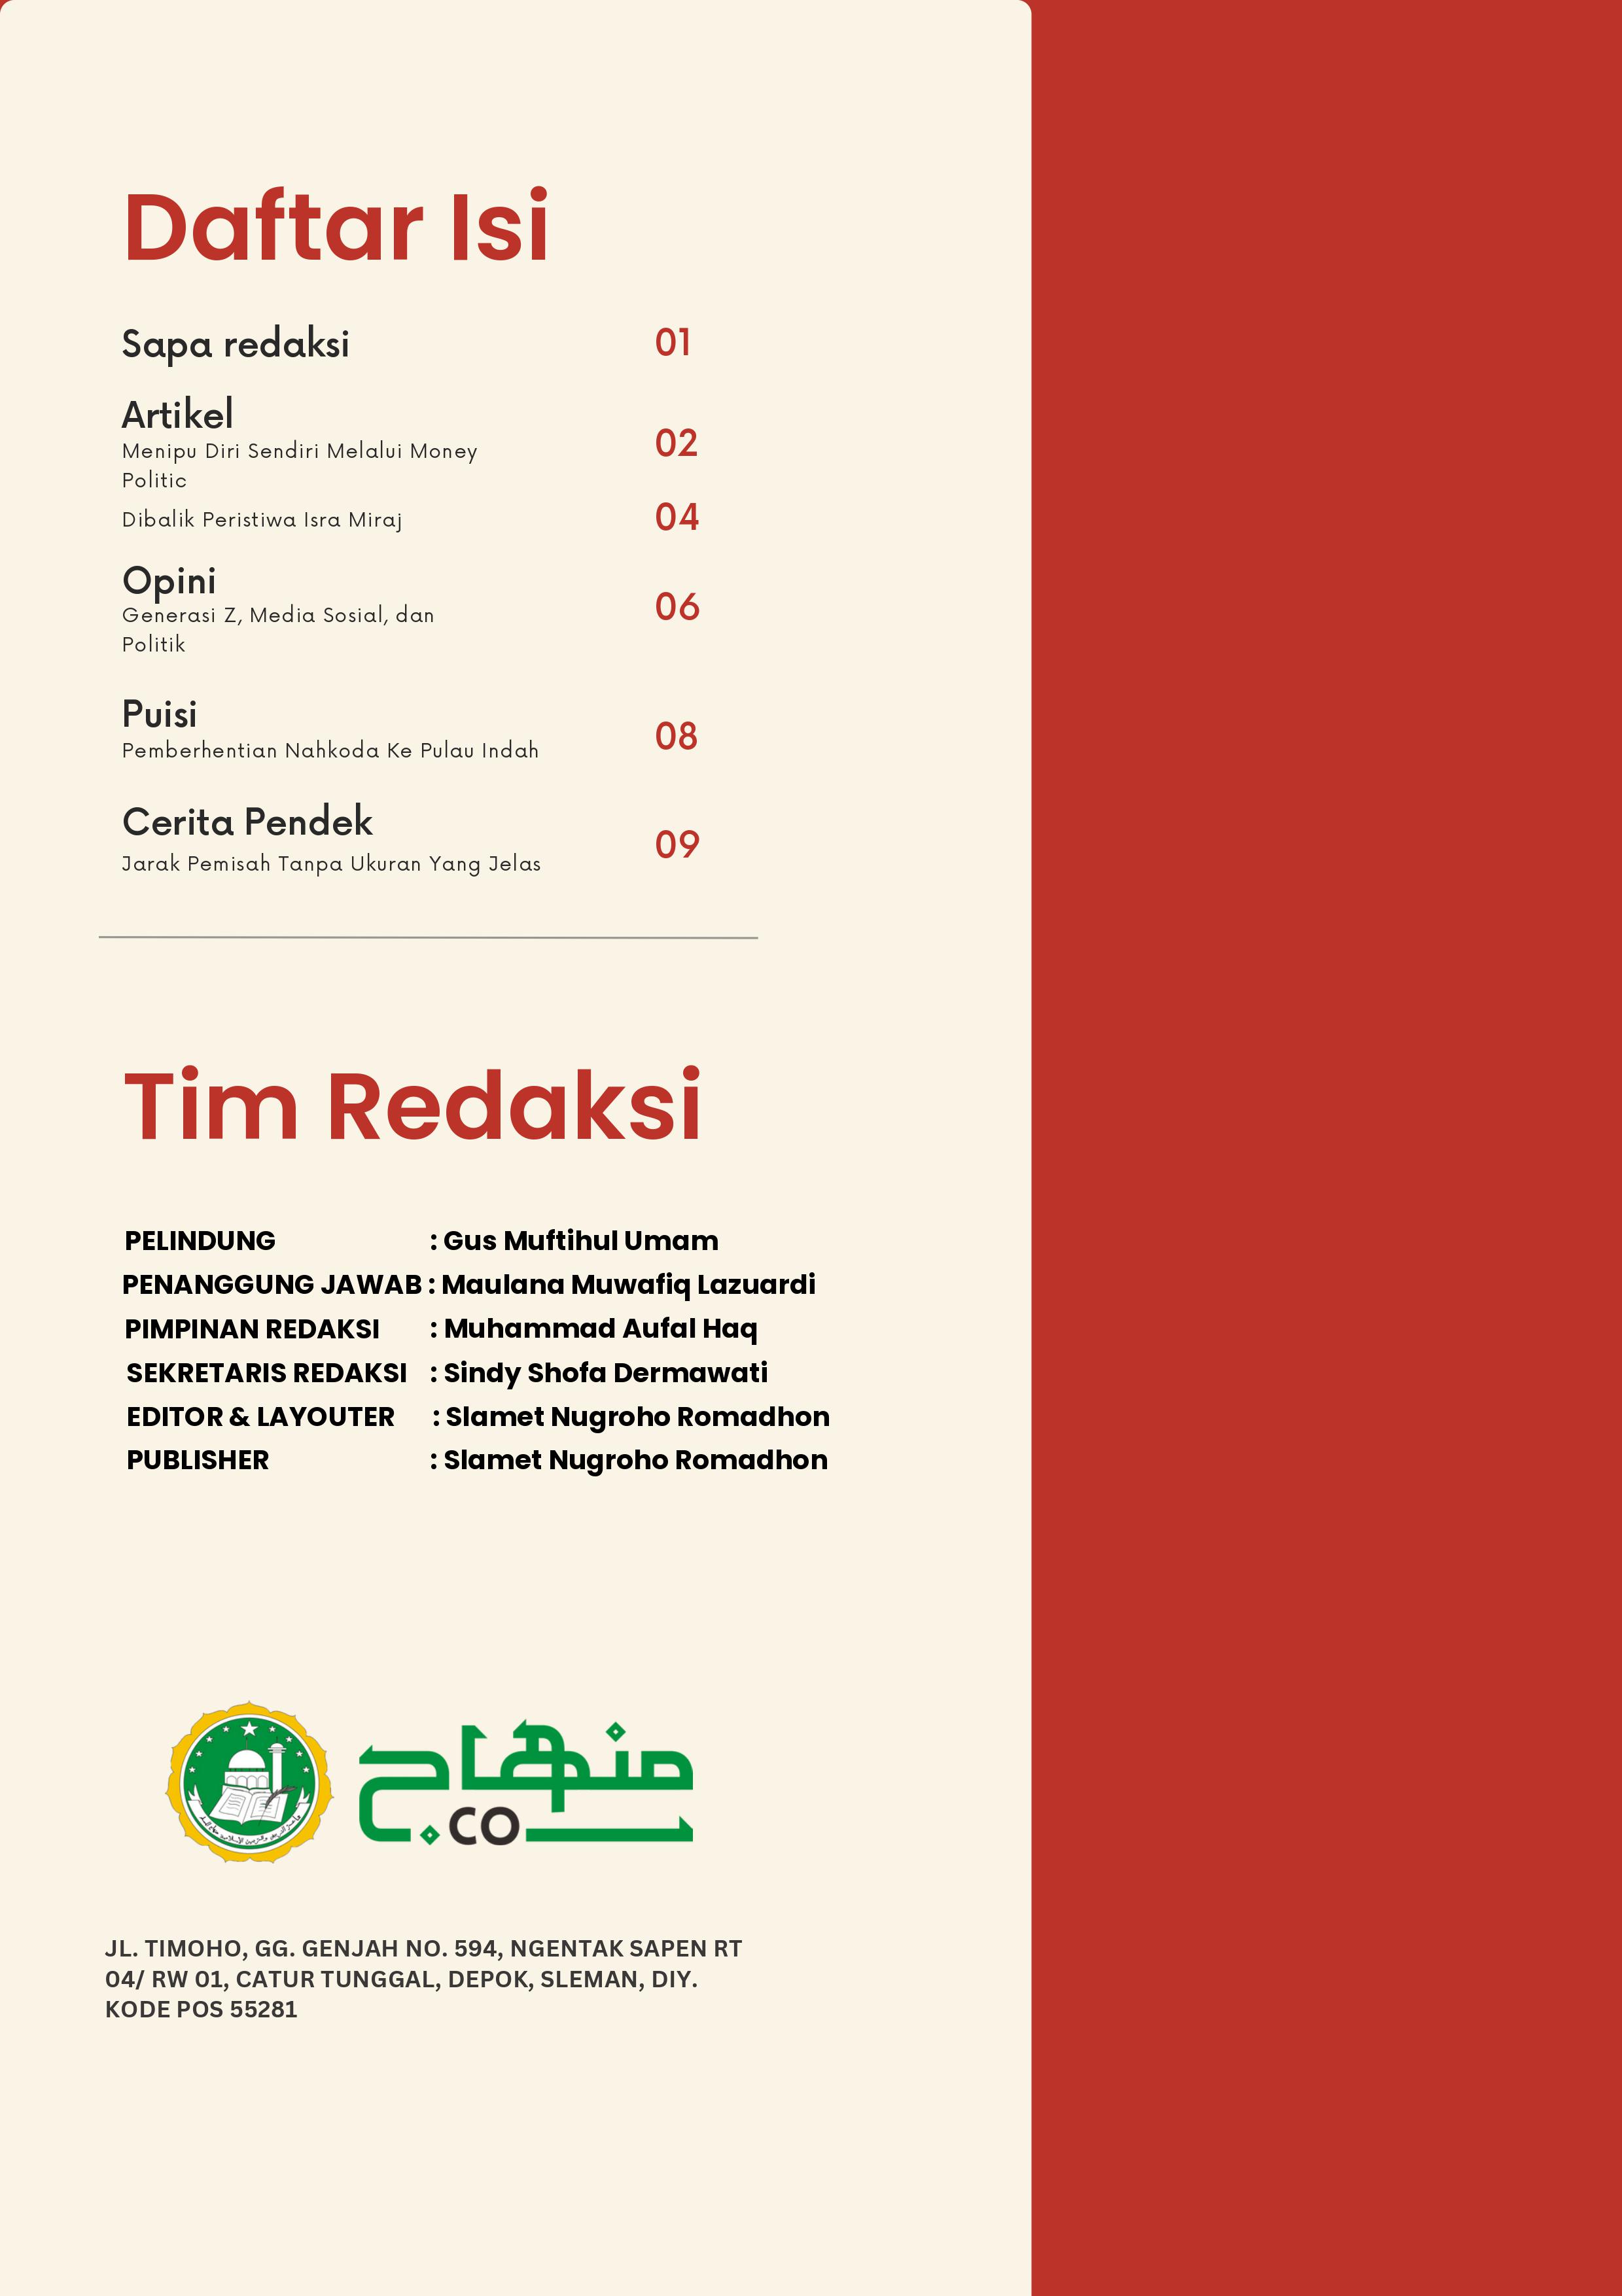 Daftar Isi
Sapa redaksi 01
Artikel
Menipu Diri Sendiri Melalui Money 02
Politic
Dibalik Peristiwa Isra Miraj 04
Opini
Generasi Z, Media Sosial, dan 06
Politik
Puisi
Pemberhentian Nahkoda Ke Pulau Indah 08
Cerita Pendek
Jarak Pemisah Tanpa Ukuran Yang Jelas 09
Tim Redaksi
PELINDUNG : Gus Muftihul Umam
PENANGGUNG JAWAB : Maulana Muwafiq Lazuardi
PIMPINAN REDAKSI : Muhammad Aufal Haq
SEKRETARIS REDAKSI : Sindy Shofa Dermawati
EDITOR & LAYOUTER : Slamet Nugroho Romadhon
PUBLISHER : Slamet Nugroho Romadhon
منهاج
.co
JL. TIMOHO, GG. GENJAH NO. 594, NGENTAK SAPEN RT
04/ RW 01, CATUR TUNGGAL, DEPOK, SLEMAN, DIY.
KODE POS 55281